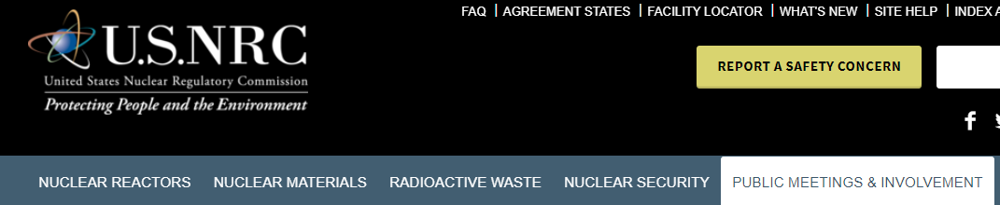 FAQ | AGREEMENT STATES | FACILITY LOCATOR | WHAT'S NEW | SITE HELP | INDEX A
U.S.NRC
United States Nuclear Regulatory Commission
Protecting People and the Environment
REPORT A SAFETY CONCERN
NUCLEAR REACTORS NUCLEAR MATERIALS RADIOACTIVE WASTE NUCLEAR SECURITY PUBLIC MEETINGS & INVOLVEMENT